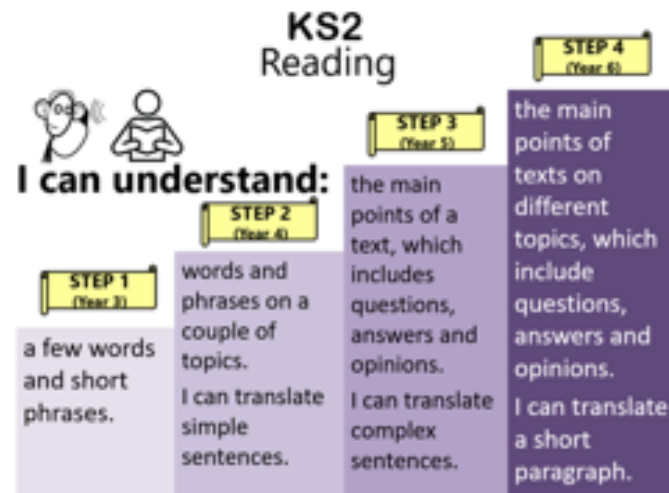 KS2
Reading
I can understand:
STEP 1
(Year 3)
a few words
and short
phrases.
STEP 2
(Year 4)
words and
phrases on a
couple of
topics.
I can translate
simple
sentences.
STEP 3
(Year 5)
the main
points of a
text, which
includes
questions,
answers and
opinions.
I can translate
complex
sentences.
STEP 4
(Year 6)
the main
points of
texts on
different
topics, which
include
questions,
answers and
opinions.
I can translate
a short
paragraph.